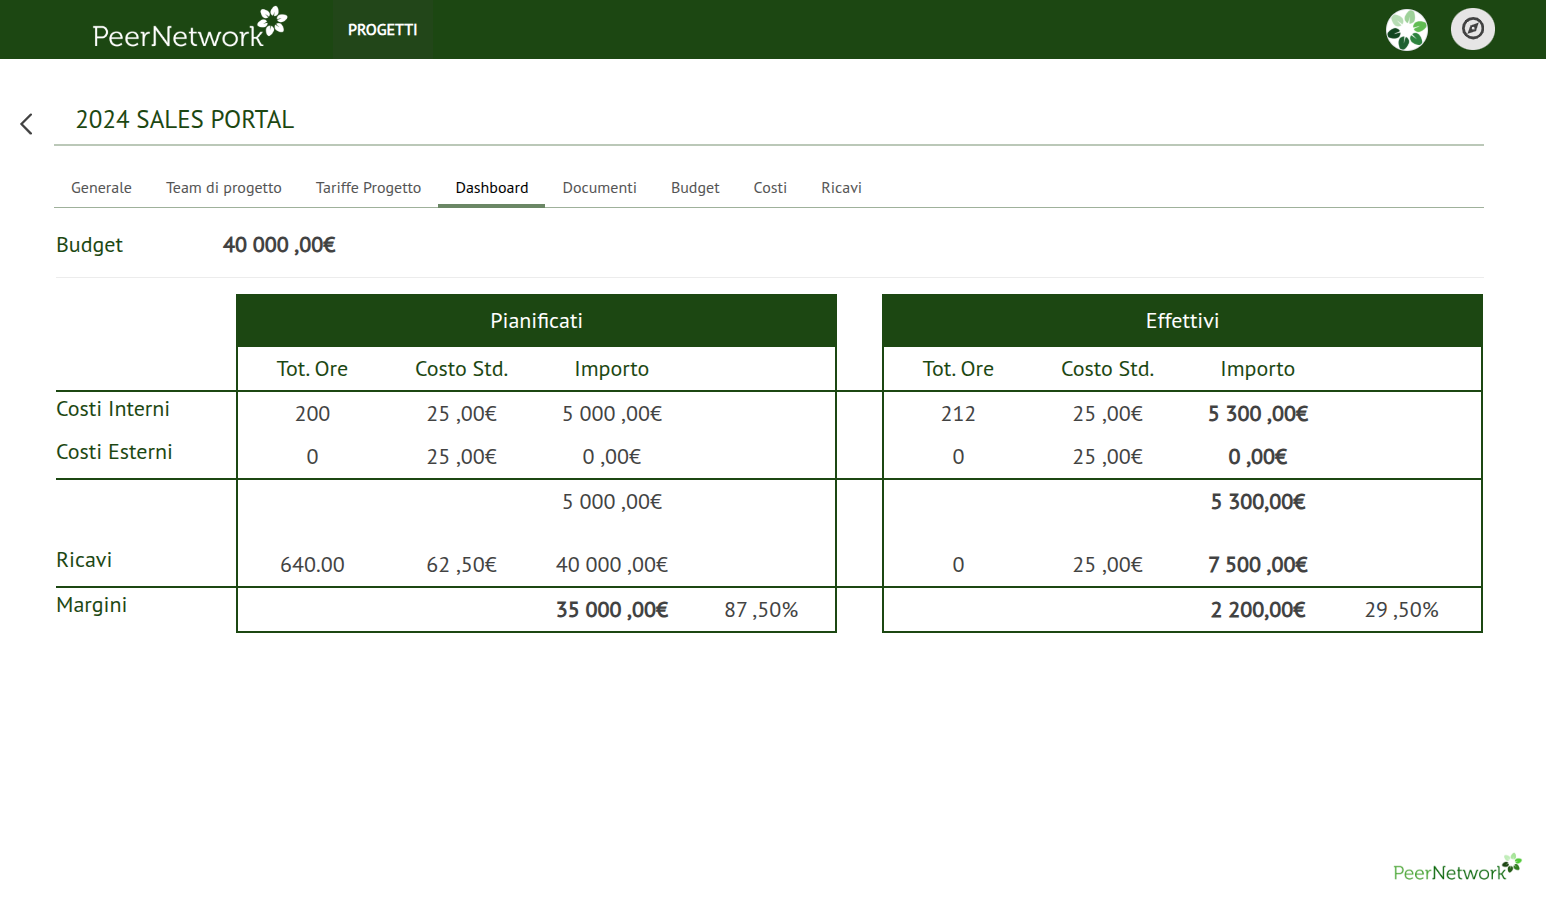 PeerNetwork PROGETTI
2024 SALES PORTAL
Generale Team di progetto Tariffe Progetto Dashboard Documenti Budget Costi Ricavi
Budget 40 000 ,00€
Pianificati Effettivi
Tot. Ore Costo Std. Importo Tot. Ore Costo Std. Importo
Costi Interni 200 25 ,00€ 5 000 ,00€ 212 25 ,00€ 5 300 ,00€
Costi Esterni 0 25 ,00€ 0 ,00€ 0 25 ,00€ 0 ,00€
5 000 ,00€ 5 300,00€
Ricavi 640.00 62 ,50€ 40 000 ,00€ 0 25 ,00€ 7 500 ,00€
Margini 35 000 ,00€ 87 ,50% 2 200,00€ 29 ,50%
PeerNetwork